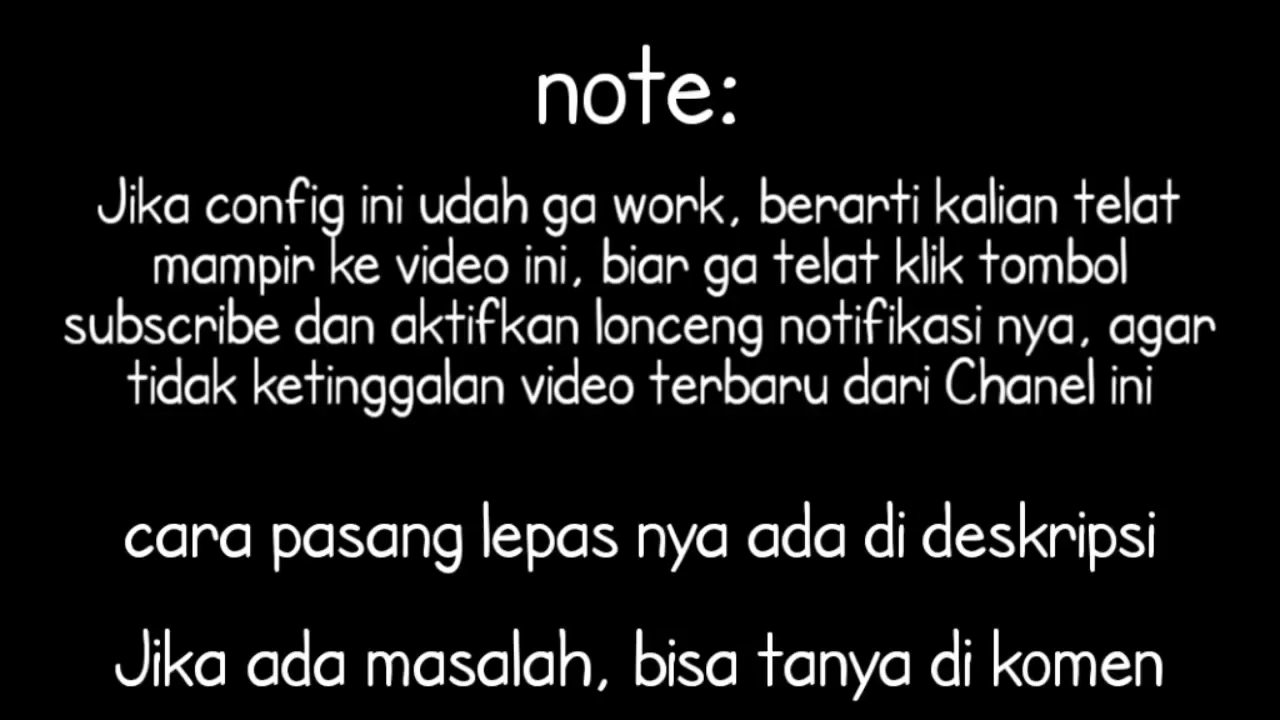 note:
Jika config ini udah ga work, berarti kalian telat
mampir ke video ini, biar ga telat klik tombol
subscribe dan aktifkan lonceng notifikasi nya, agar
tidak ketinggalan video terbaru dari Chanel ini
cara pasang lepas nya ada di deskripsi
Jika ada masalah, bisa tanya di komen